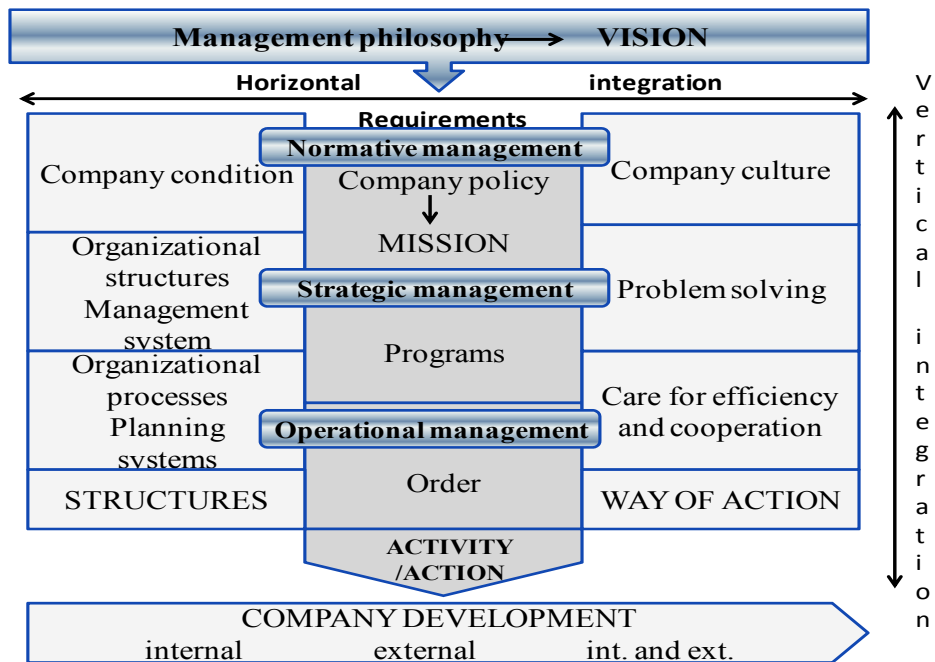 Management philosophy VISION
Horizontal integration
Requirements
Normative management
Company condition
Company policy
MISSION
Company culture
Organizational
structures
Management
system
Strategic management
Programs
Problem solving
Organizational
processes
Planning
systems
Operational management
Order
Care for efficiency
and cooperation
STRUCTURES
WAY OF ACTION
ACTIVITY
/ACTION
COMPANY DEVELOPMENT
internal external int. and ext.
Vertical integration